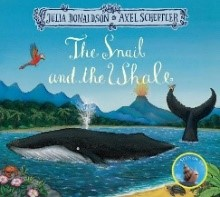 JULIA DONALDSON • AXEL SCHEFFLER
The Snail
and the Whale